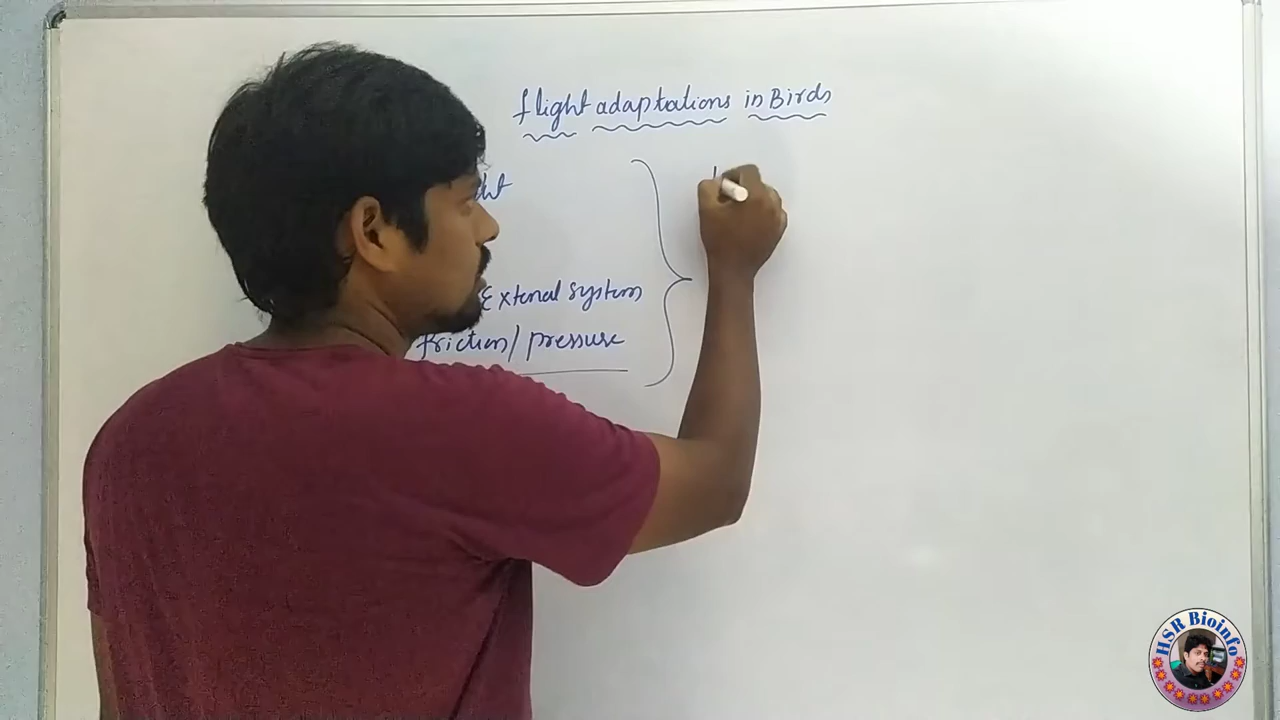 flight adaptations in Birds
External system
friction/pressure
HSR Bioinfo